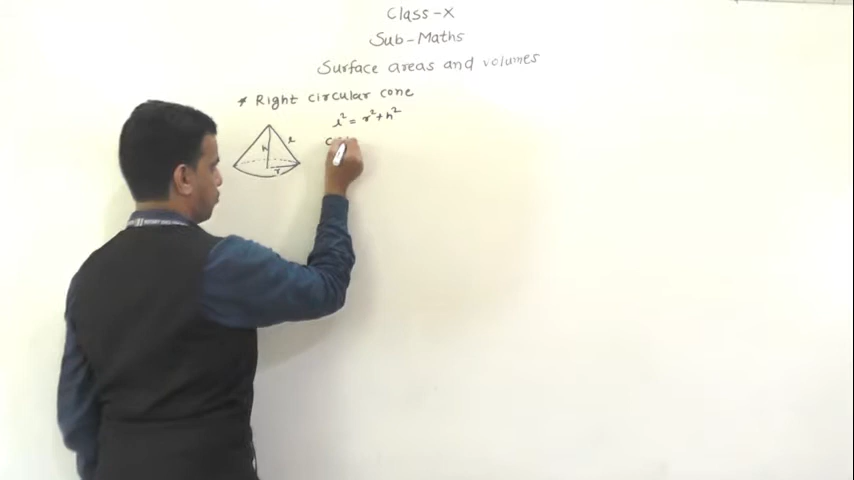 Class-X
Sub-Maths
Surface areas and volumes
* Right circular cone
l² = r²+h²
h
l
r